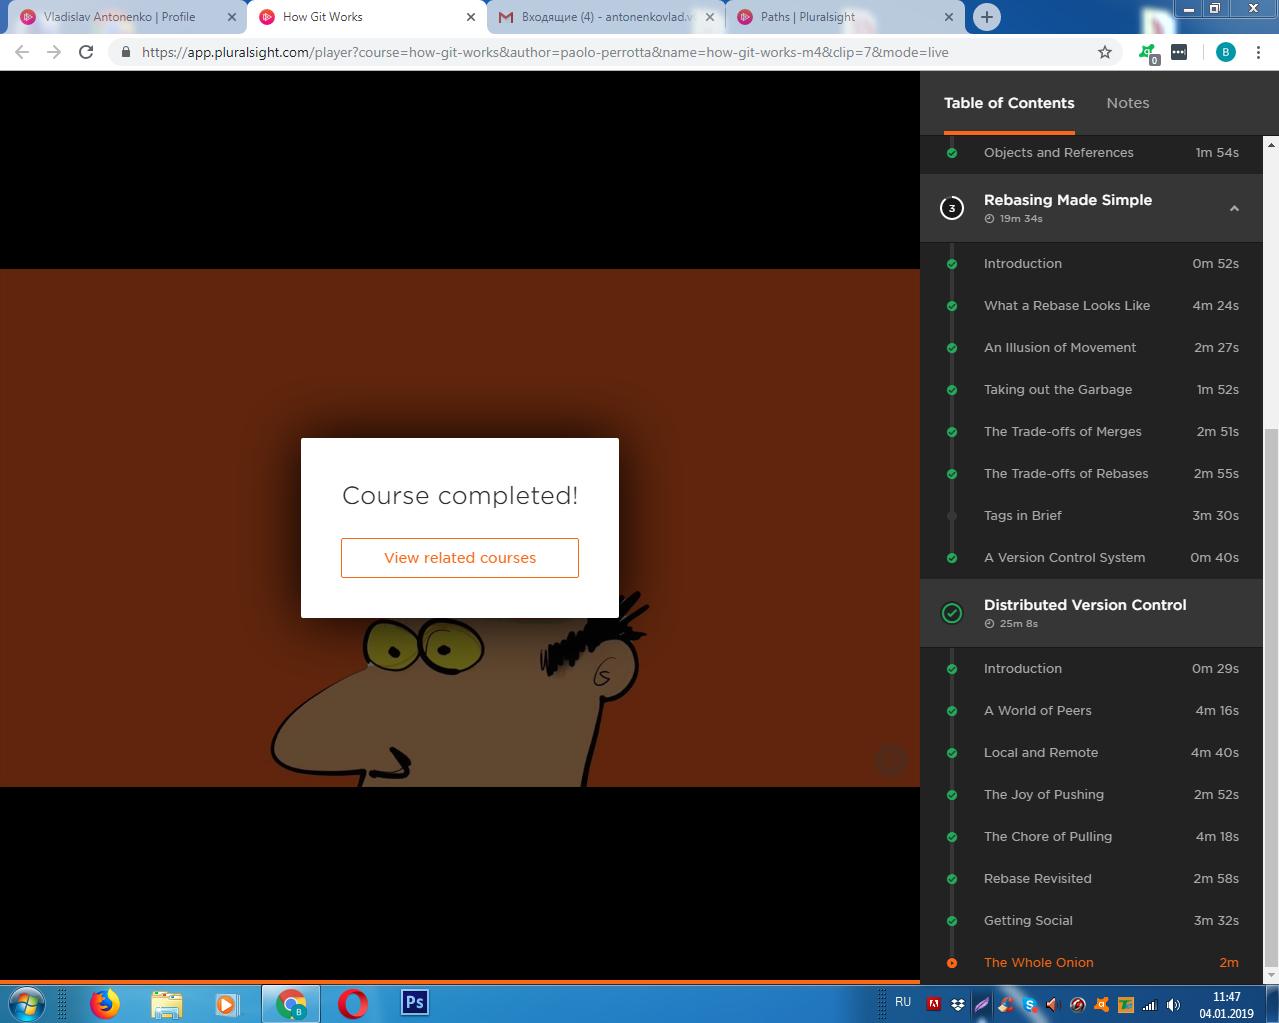 Vladislav Antonenko | Profile
How Git Works
Входящие (4) - antonenkovlad.v
Paths | Pluralsight
https://app.pluralsight.com/player?course=how-git-works&author=paolo-perrotta&name=how-git-works-m4&clip=7&mode=live
0
B
Table of Contents
Notes
Objects and References 1m 54s
3
Rebasing Made Simple
19m 34s
Introduction 0m 52s
What a Rebase Looks Like 4m 24s
An Illusion of Movement 2m 27s
Taking out the Garbage 1m 52s
The Trade-offs of Merges 2m 51s
The Trade-offs of Rebases 2m 55s
Tags in Brief 3m 30s
A Version Control System 0m 40s
Distributed Version Control
25m 8s
Introduction 0m 29s
A World of Peers 4m 16s
Local and Remote 4m 40s
The Joy of Pushing 2m 52s
The Chore of Pulling 4m 18s
Rebase Revisited 2m 58s
Getting Social 3m 32s
The Whole Onion 2m
Course completed!
View related courses
B
Ps
RU
11:47
04.01.2019